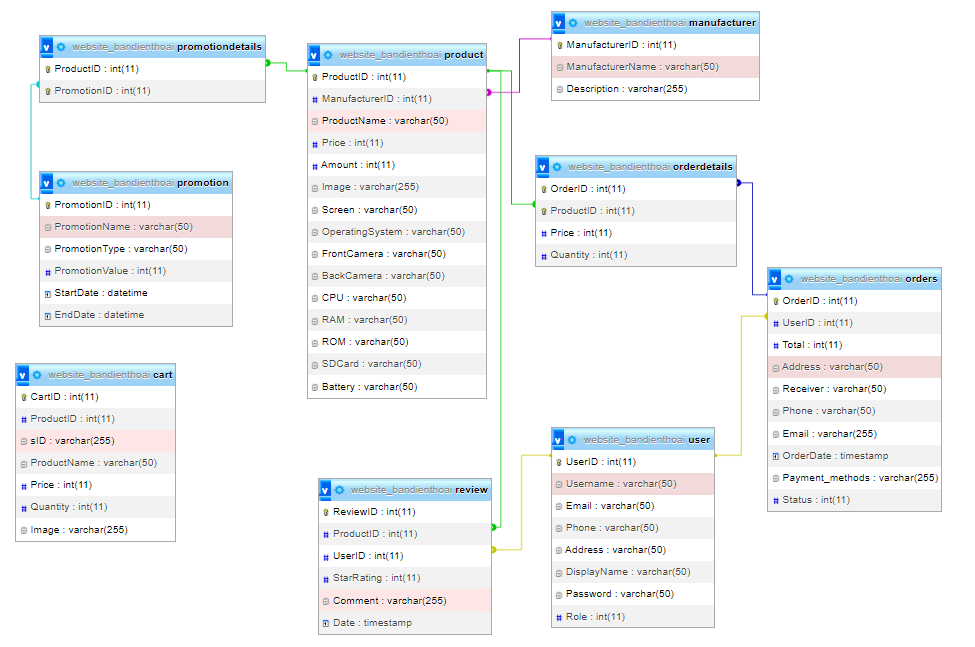 website_bandienthoai promotiondetails
ProductID : int(11)
PromotionID : int(11)
website_bandienthoai product
ProductID : int(11)
ManufacturerID : int(11)
ProductName : varchar(50)
Price : int(11)
Amount : int(11)
Image : varchar(255)
Screen : varchar(50)
OperatingSystem : varchar(50)
FrontCamera : varchar(50)
BackCamera : varchar(50)
CPU : varchar(50)
RAM : varchar(50)
ROM : varchar(50)
SDCard : varchar(50)
Battery : varchar(50)
website_bandienthoai manufacturer
ManufacturerID : int(11)
ManufacturerName : varchar(50)
Description : varchar(255)
website_bandienthoai promotion
PromotionID : int(11)
PromotionName : varchar(50)
PromotionType : varchar(50)
PromotionValue : int(11)
StartDate : datetime
EndDate : datetime
website_bandienthoai orderdetails
OrderID : int(11)
ProductID : int(11)
Price : int(11)
Quantity : int(11)
website_bandienthoai orders
OrderID : int(11)
UserID : int(11)
Total : int(11)
Address : varchar(50)
Receiver : varchar(50)
Phone : varchar(50)
Email : varchar(255)
OrderDate : timestamp
Payment_methods : varchar(255)
Status : int(11)
website_bandienthoai cart
CartID : int(11)
ProductID : int(11)
sID : varchar(255)
ProductName : varchar(50)
Price : int(11)
Quantity : int(11)
Image : varchar(255)
website_bandienthoai review
ReviewID : int(11)
ProductID : int(11)
UserID : int(11)
StarRating : int(11)
Comment : varchar(255)
Date : timestamp
website_bandienthoai user
UserID : int(11)
Username : varchar(50)
Email : varchar(50)
Phone : varchar(50)
Address : varchar(50)
DisplayName : varchar(50)
Password : varchar(50)
Role : int(11)